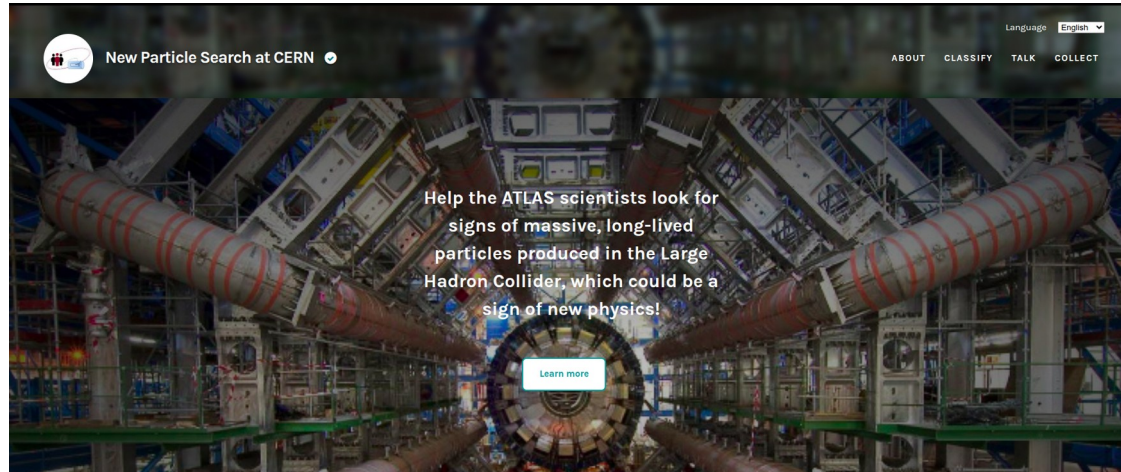 Language English
New Particle Search at CERN
ABOUT CLASSIFY TALK COLLECT
Help the ATLAS scientists look for
signs of massive, long-lived
particles produced in the Large
Hadron Collider, which could be a
sign of new physics!
Learn more